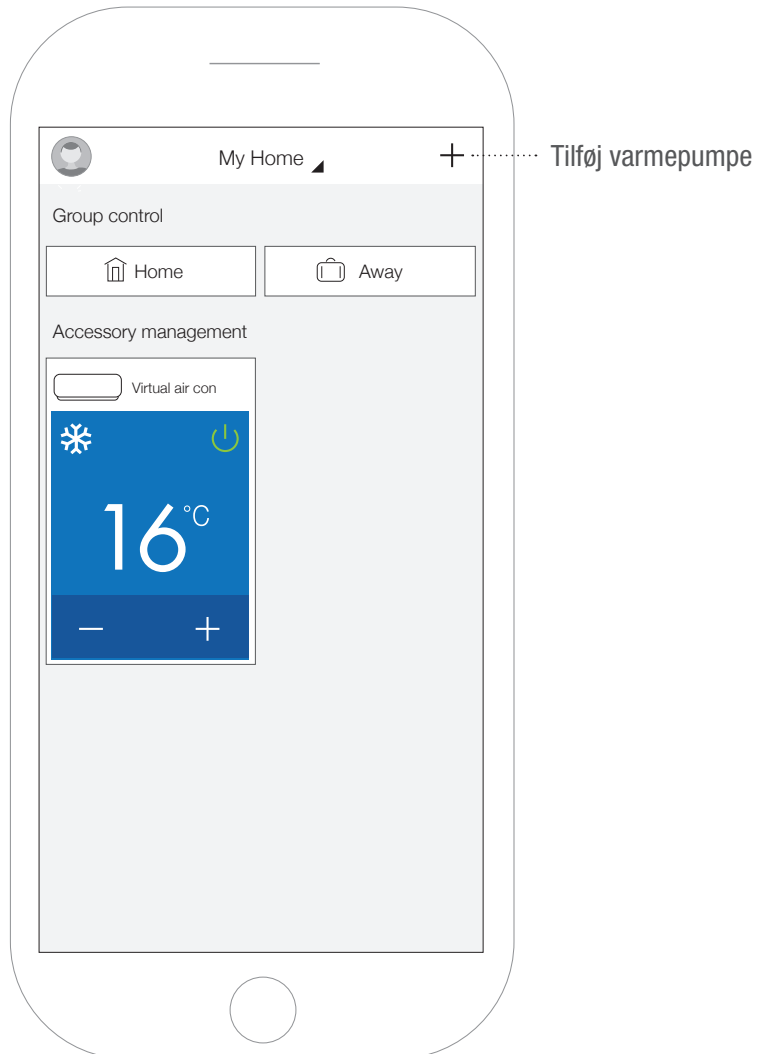 My Home
Tilføj varmepumpe
Group control
Home
Away
Accessory management
Virtual air con
16°C